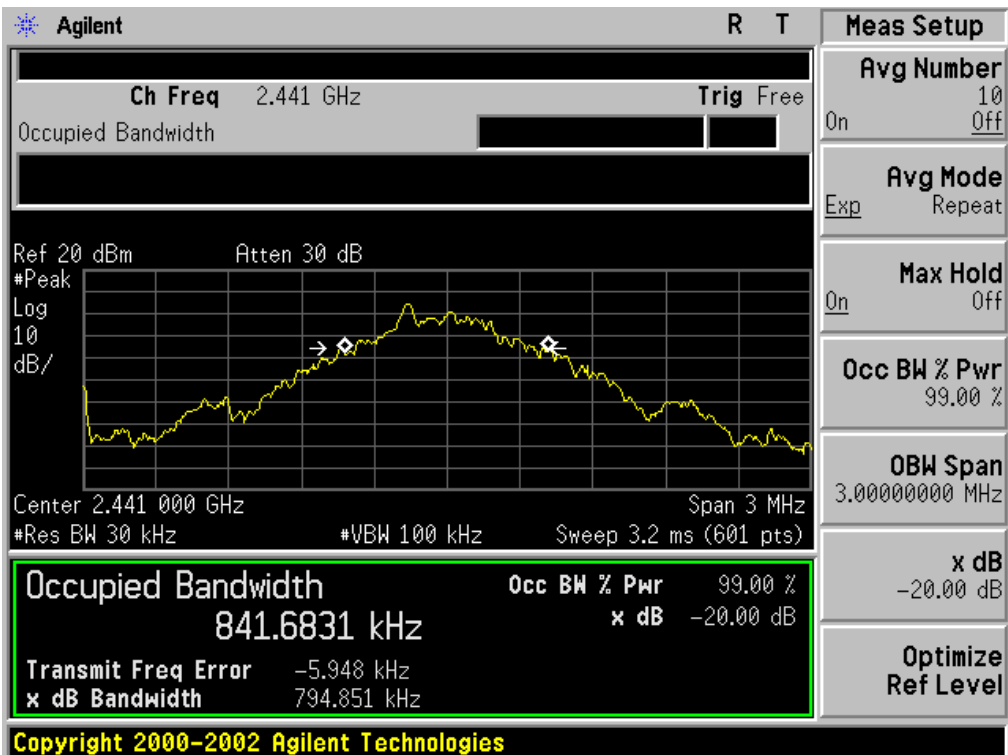 Agilent R T
Ch Freq 2.441 GHz Trig Free
Occupied Bandwidth
Ref 20 dBm Atten 30 dB
#Peak
Log
10
dB/
Center 2.441 000 GHz Span 3 MHz
#Res BW 30 kHz #VBW 100 kHz Sweep 3.2 ms (601 pts)
Occupied Bandwidth Occ BW % Pwr 99.00 %
841.6831 kHz x dB -20.00 dB
Transmit Freq Error -5.948 kHz
x dB Bandwidth 794.851 kHz
Copyright 2000-2002 Agilent Technologies
Meas Setup
Avg Number
10
On Off
Avg Mode
Exp Repeat
Max Hold
On Off
Occ BW % Pwr
99.00 %
OBW Span
3.00000000 MHz
x dB
-20.00 dB
Optimize
Ref Level